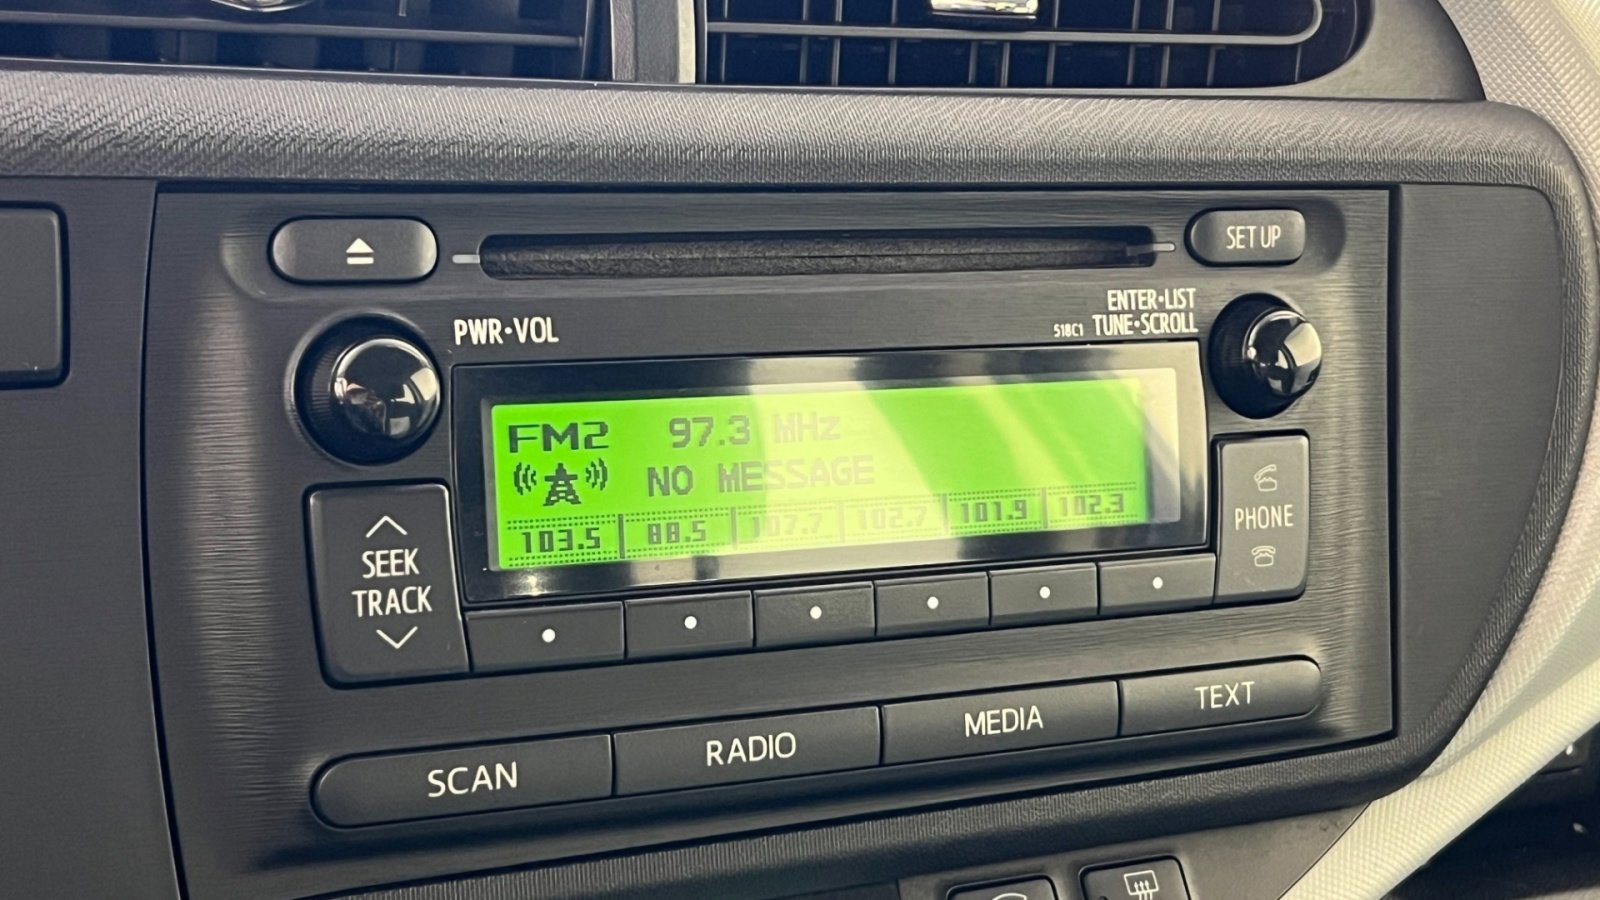 SET UP
ENTER•LIST
PWR•VOL
518C1 TUNE•SCROLL
FM2 97.3 MHz
NO MESSAGE
103.5 88.5 107.7 102.7 101.9 102.3
SEEK
TRACK
PHONE
SCAN RADIO MEDIA TEXT